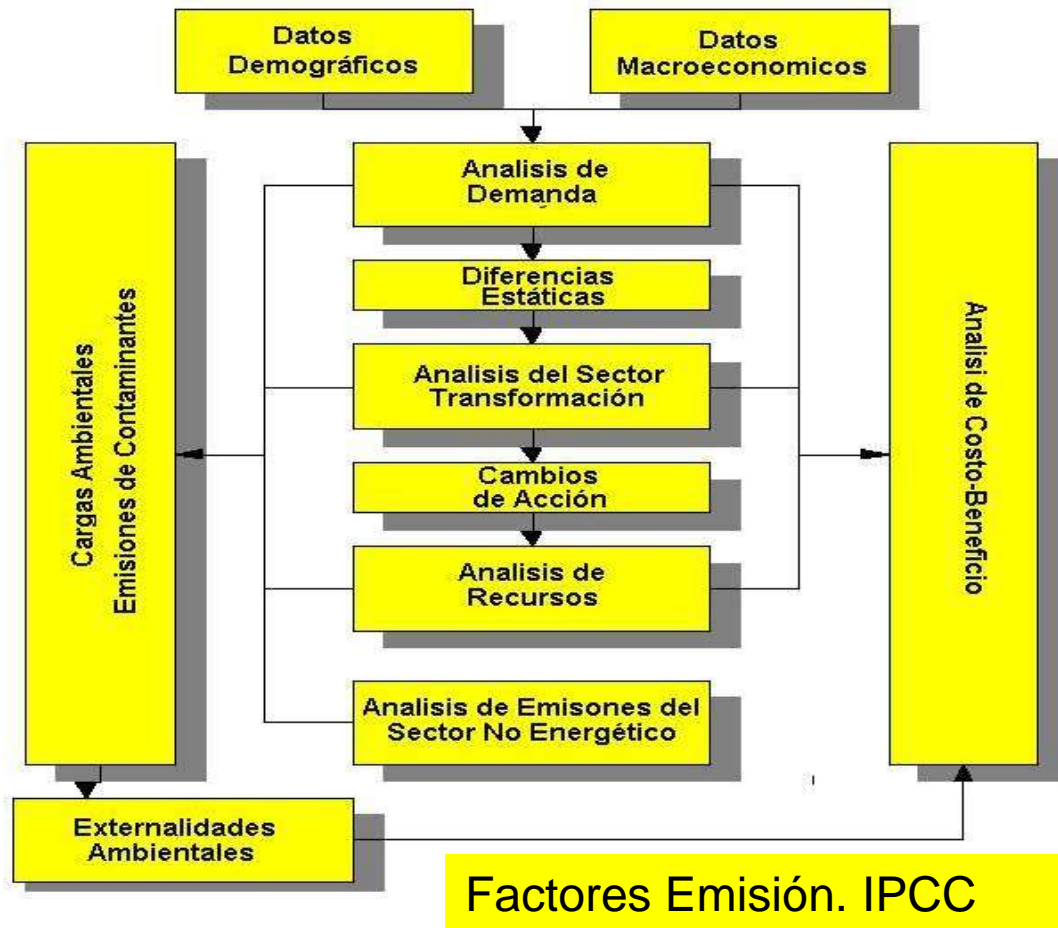 Datos
Demográficos
Datos
Macroeconomicos
Analisis de
Demanda
Diferencias
Estáticas
Analisis del Sector
Transformación
Cambios
de Acción
Analisis de
Recursos
Analisis de Emisones del
Sector No Energético
Cargas Ambientales
Emisiones de Contaminantes
Analisi de Costo-Beneficio
Externalidades
Ambientales
Factores Emisión. IPCC